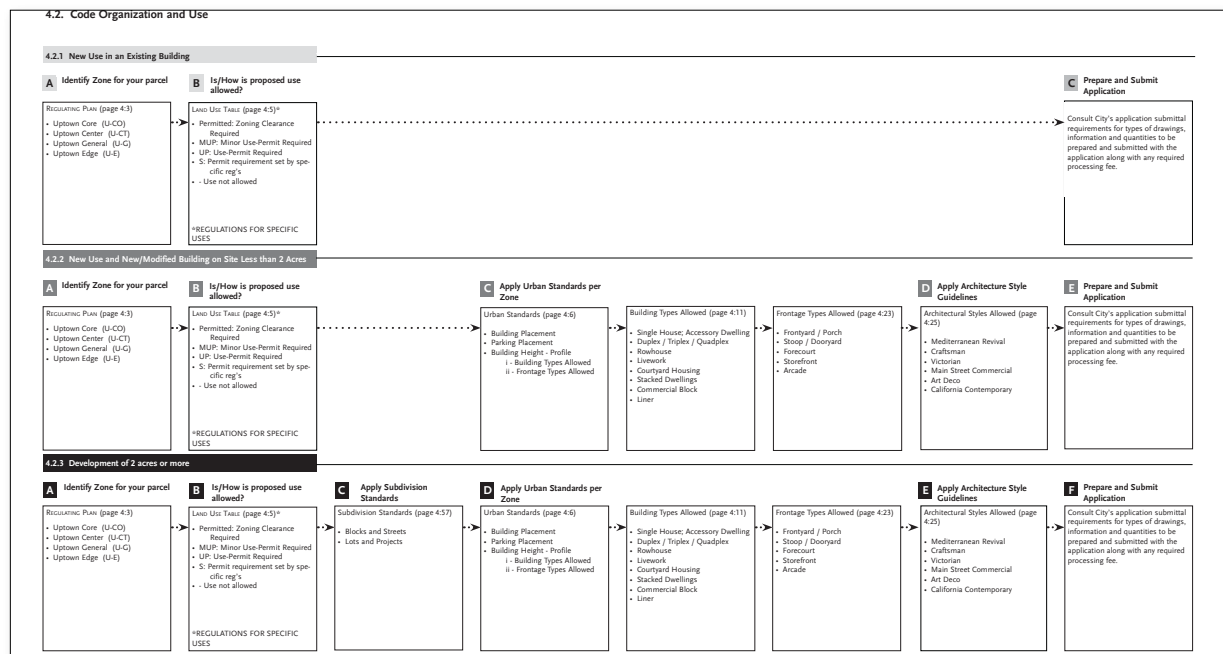 4.2. Code Organization and Use
4.2.1 New Use in an Existing Building
A Identify Zone for your parcel
REGULATING PLAN (page 4:3)
• Uptown Core (U-CO)
• Uptown Center (U-CT)
• Uptown General (U-G)
• Uptown Edge (U-E)
B Is/How is proposed use
allowed?
LAND USE TABLE (page 4:5)*
• Permitted: Zoning Clearance
Required
• MUP: Minor Use-Permit Required
• UP: Use-Permit Required
• S: Permit requirement set by spe-
cific reg's
• - Use not allowed
*REGULATIONS FOR SPECIFIC
USES
C Prepare and Submit
Application
Consult City's application submittal
requirements for types of drawings,
information and quantities to be
prepared and submitted with the
application along with any required
processing fee.
4.2.2 New Use and New/Modified Building on Site Less than 2 Acres
A Identify Zone for your parcel
REGULATING PLAN (page 4:3)
• Uptown Core (U-CO)
• Uptown Center (U-CT)
• Uptown General (U-G)
• Uptown Edge (U-E)
B Is/How is proposed use
allowed?
LAND USE TABLE (page 4:5)*
• Permitted: Zoning Clearance
Required
• MUP: Minor Use-Permit Required
• UP: Use-Permit Required
• S: Permit requirement set by spe-
cific reg's
• - Use not allowed
*REGULATIONS FOR SPECIFIC
USES
C Apply Urban Standards per
Zone
Urban Standards (page 4:6)
• Building Placement
• Parking Placement
• Building Height - Profile
i - Building Types Allowed
ii - Frontage Types Allowed
Building Types Allowed (page 4:11)
• Single House; Accessory Dwelling
• Duplex / Triplex / Quadplex
• Rowhouse
• Livework
• Courtyard Housing
• Stacked Dwellings
• Commercial Block
• Liner
Frontage Types Allowed (page 4:23)
• Frontyard / Porch
• Stoop / Dooryard
• Forecourt
• Storefront
• Arcade
D Apply Architecture Style
Guidelines
Architectural Styles Allowed (page
4:25)
• Mediterranean Revival
• Craftsman
• Victorian
• Main Street Commercial
• Art Deco
• California Contemporary
E Prepare and Submit
Application
Consult City's application submittal
requirements for types of drawings,
information and quantities to be
prepared and submitted with the
application along with any required
processing fee.
4.2.3 Development of 2 acres or more
A Identify Zone for your parcel
REGULATING PLAN (page 4:3)
• Uptown Core (U-CO)
• Uptown Center (U-CT)
• Uptown General (U-G)
• Uptown Edge (U-E)
B Is/How is proposed use
allowed?
LAND USE TABLE (page 4:5)*
• Permitted: Zoning Clearance
Required
• MUP: Minor Use-Permit Required
• UP: Use-Permit Required
• S: Permit requirement set by spe-
cific reg's
• - Use not allowed
*REGULATIONS FOR SPECIFIC
USES
C Apply Subdivision
Standards
Subdivision Standards (page 4:57)
• Blocks and Streets
• Lots and Projects
D Apply Urban Standards per
Zone
Urban Standards (page 4:6)
• Building Placement
• Parking Placement
• Building Height - Profile
i - Building Types Allowed
ii - Frontage Types Allowed
Building Types Allowed (page 4:11)
• Single House; Accessory Dwelling
• Duplex / Triplex / Quadplex
• Rowhouse
• Livework
• Courtyard Housing
• Stacked Dwellings
• Commercial Block
• Liner
Frontage Types Allowed (page 4:23)
• Frontyard / Porch
• Stoop / Dooryard
• Forecourt
• Storefront
• Arcade
E Apply Architecture Style
Guidelines
Architectural Styles Allowed (page
4:25)
• Mediterranean Revival
• Craftsman
• Victorian
• Main Street Commercial
• Art Deco
• California Contemporary
F Prepare and Submit
Application
Consult City's application submittal
requirements for types of drawings,
information and quantities to be
prepared and submitted with the
application along with any required
processing fee.